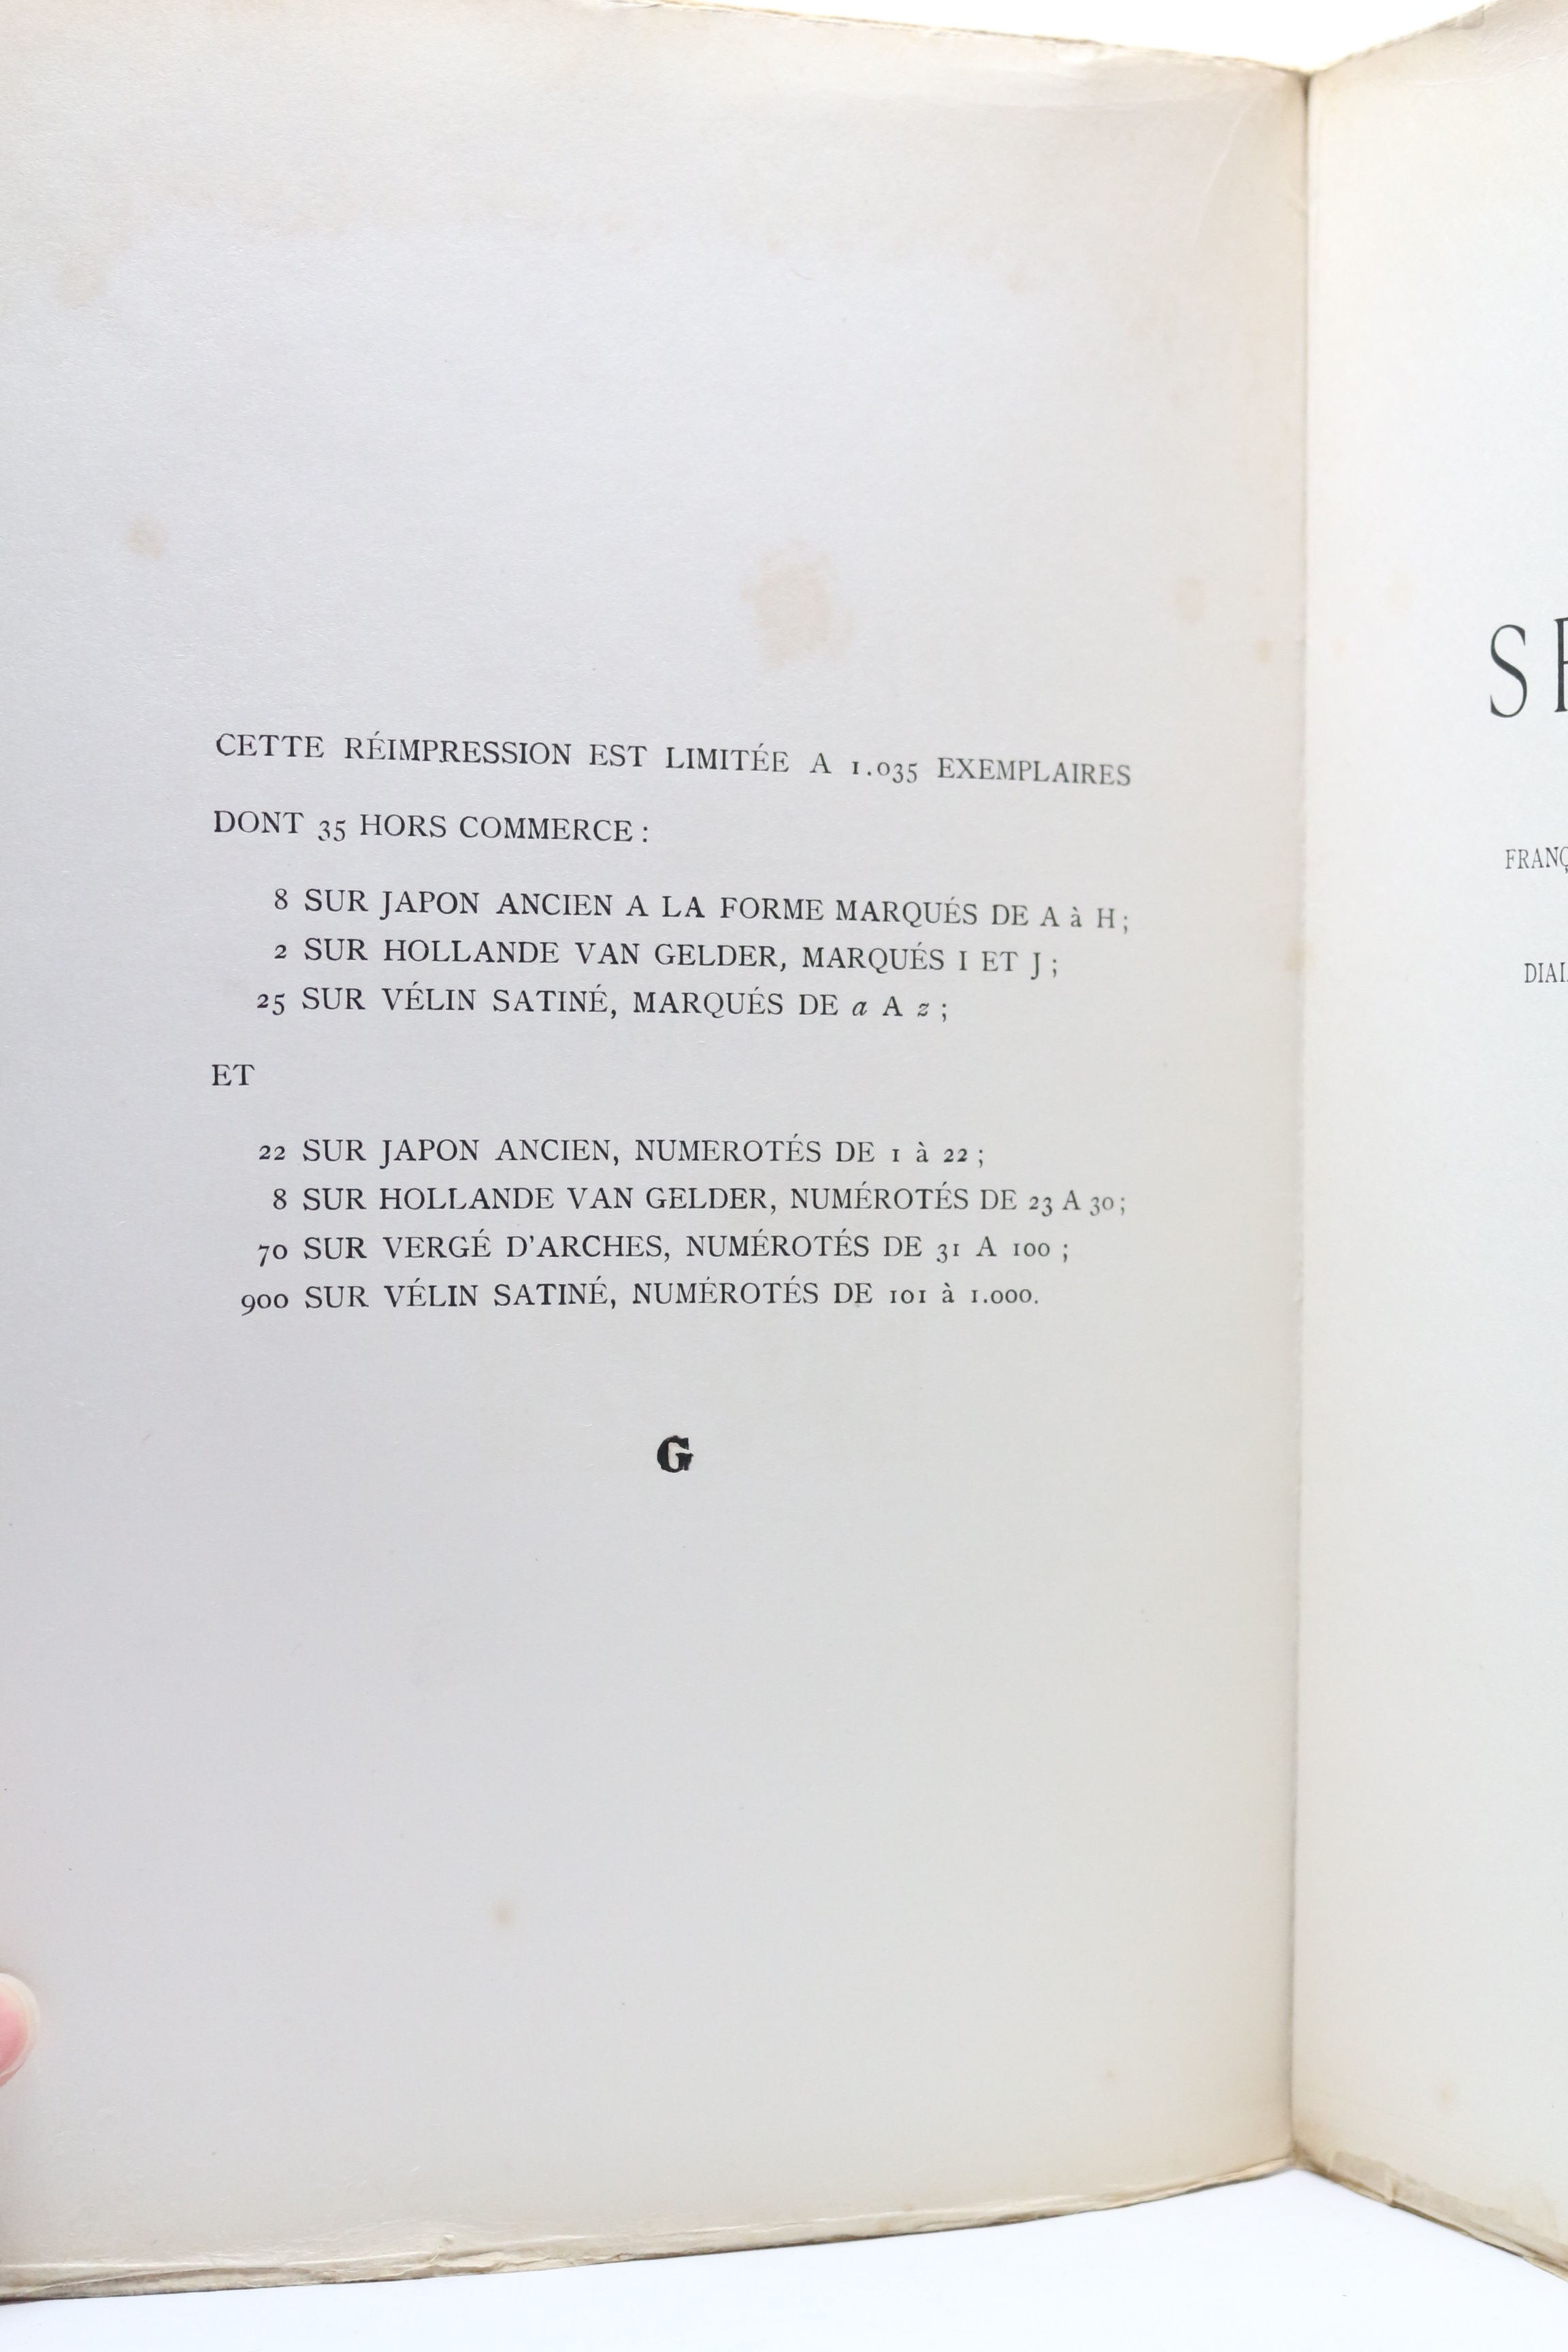 CETTE RÉIMPRESSION EST LIMITÉE A 1.035 EXEMPLAIRES
DONT 35 HORS COMMERCE :
8 SUR JAPON ANCIEN A LA FORME MARQUÉS DE A à H ;
2 SUR HOLLANDE VAN GELDER, MARQUÉS I ET J ;
25 SUR VÉLIN SATINÉ, MARQUÉS DE a A z ;
ET
22 SUR JAPON ANCIEN, NUMEROTÉS DE 1 à 22 ;
8 SUR HOLLANDE VAN GELDER, NUMÉROTÉS DE 23 A 30 ;
70 SUR VERGÉ D'ARCHES, NUMÉROTÉS DE 31 A 100 ;
900 SUR VÉLIN SATINÉ, NUMÉROTÉS DE 101 à 1.000.
G